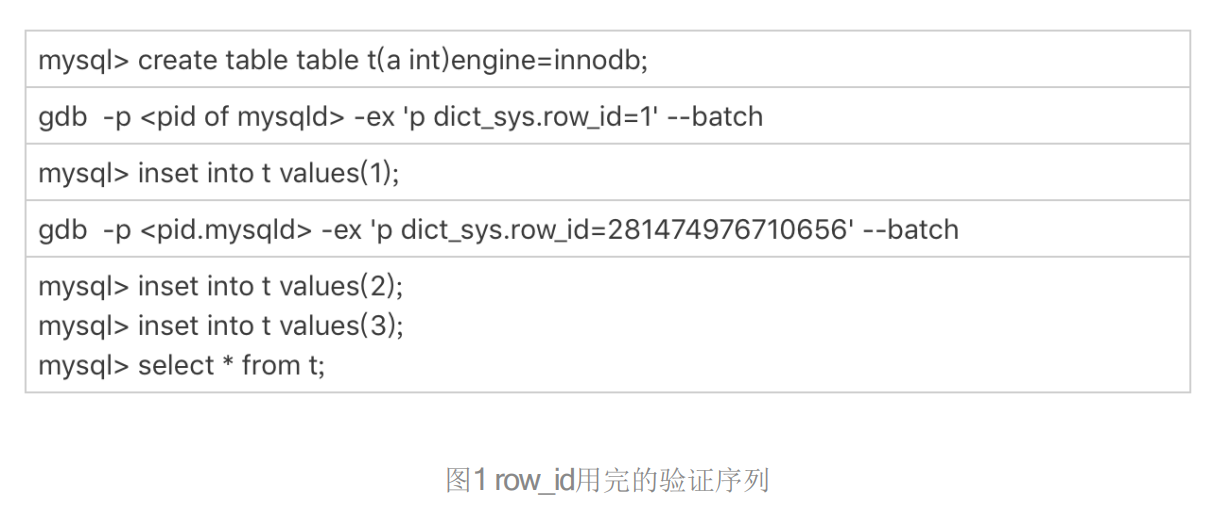 mysql> create table table t(a int)engine=innodb;
gdb  -p <pid of mysqld> -ex 'p dict_sys.row_id=1' --batch
mysql> inset into t values(1);
gdb  -p <pid.mysqld> -ex 'p dict_sys.row_id=281474976710656' --batch
mysql> inset into t values(2);
mysql> inset into t values(3);
mysql> select * from t;
图1 row_id用完的验证序列